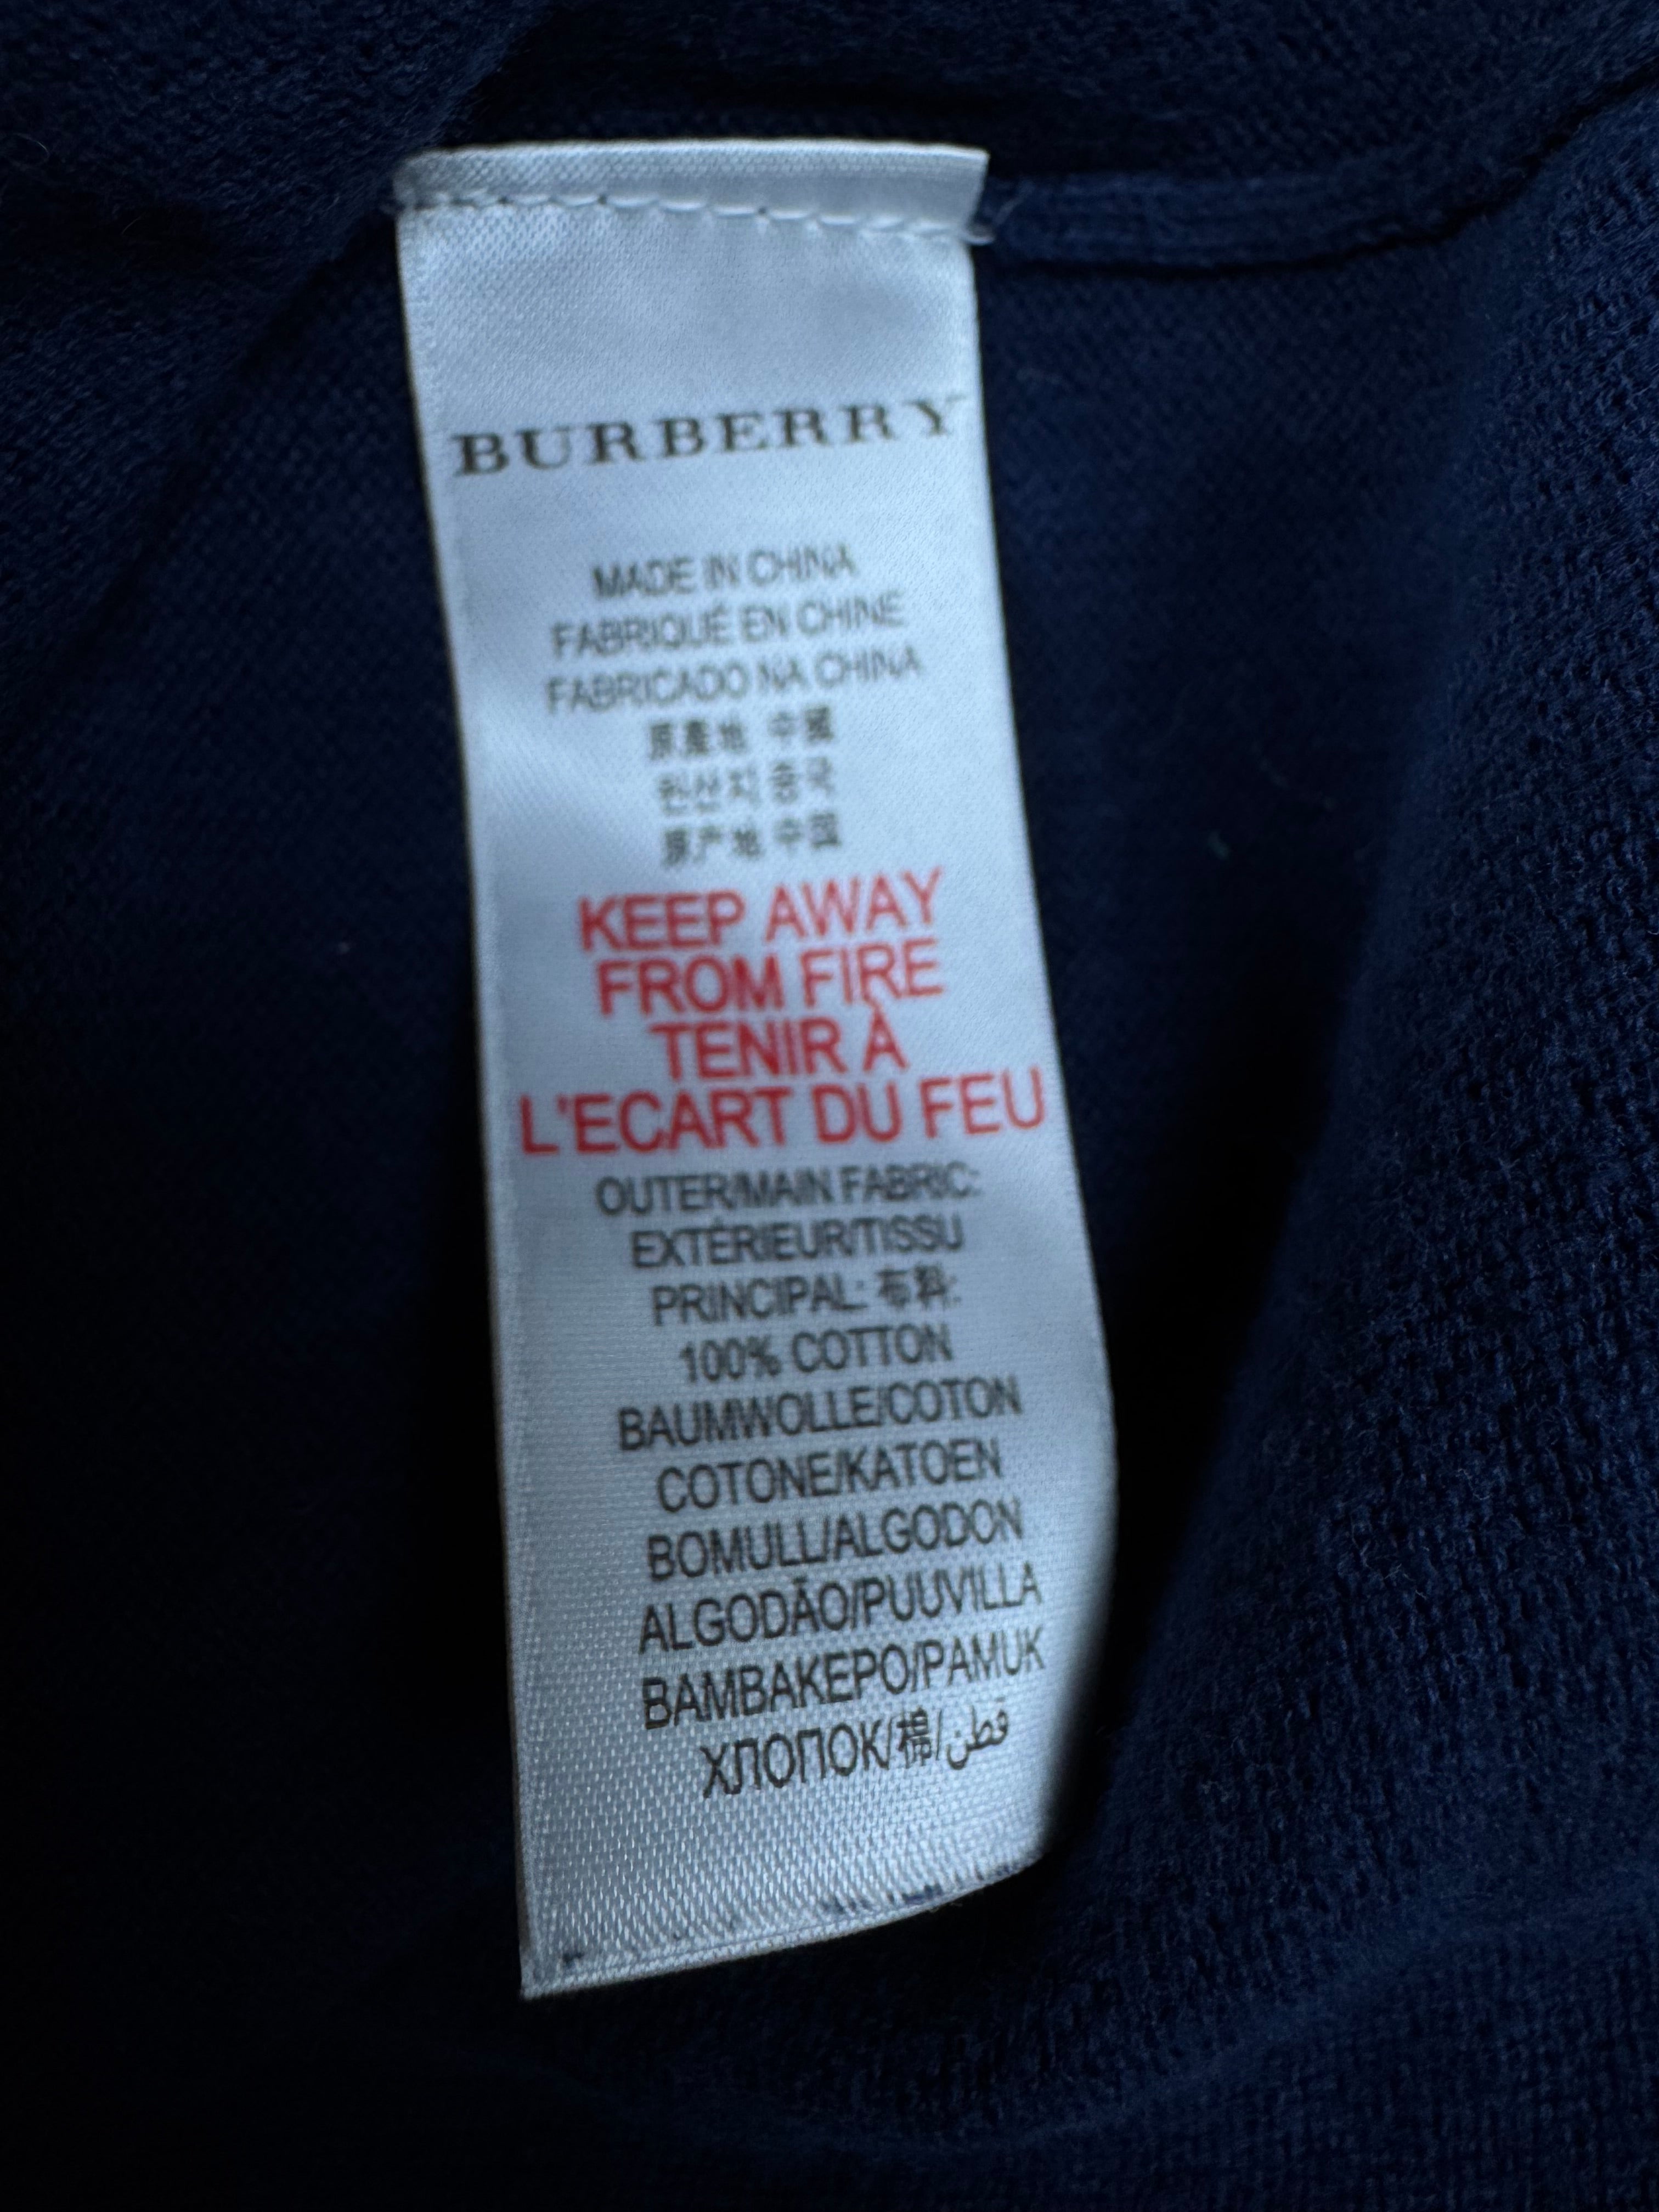 BURBERRY
MADE IN CHINA
FABRIQUÉ EN CHINE
FABRICADO NA CHINA
原產地 中國
원산지 중국
原产地 中国
KEEP AWAY
FROM FIRE
TENIR À
L'ECART DU FEU
OUTER/MAIN FABRIC:
EXTÉRIEUR/TISSU
PRINCIPAL: 布料:
100% COTTON
BAUMWOLLE/COTON
COTONE/KATOEN
BOMULL/ALGODON
ALGODÃO/PUUVILLA
BAMBAKEPO/PAMUK
ХЛОПОК/棉/قطن